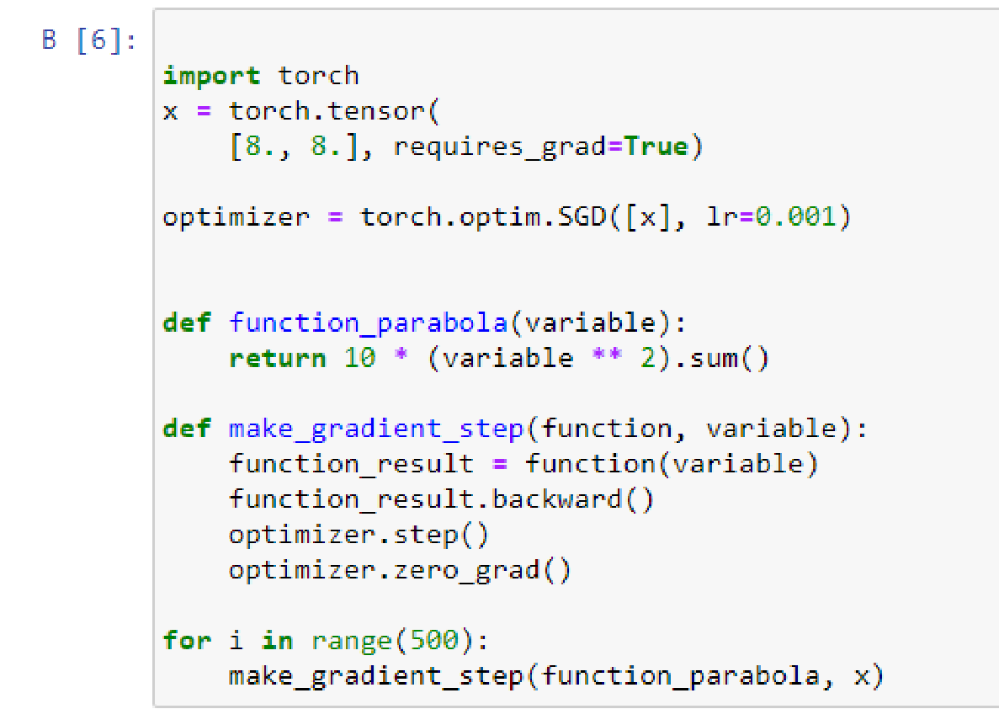 B [6]:
import torch
x = torch.tensor(
    [8., 8.], requires_grad=True)
optimizer = torch.optim.SGD([x], lr=0.001)
def function_parabola(variable):
    return 10 * (variable ** 2).sum()
def make_gradient_step(function, variable):
    function_result = function(variable)
    function_result.backward()
    optimizer.step()
    optimizer.zero_grad()
for i in range(500):
    make_gradient_step(function_parabola, x)